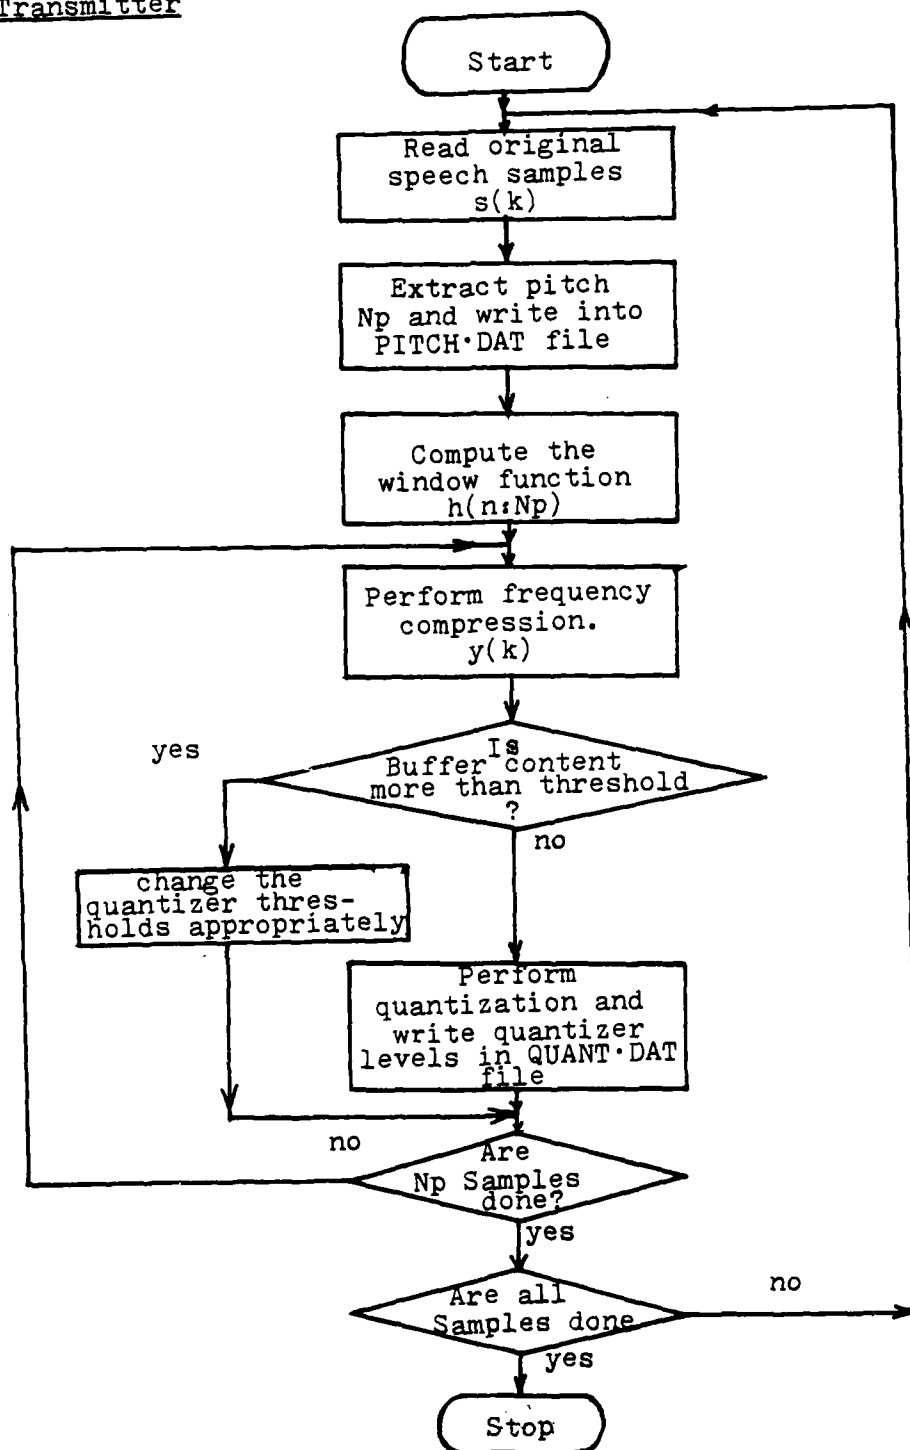 Transmitter
Start
Read original
speech samples
s(k)
Extract pitch
Np and write into
PITCH·DAT file
Compute the
window function
h(n:Np)
Perform frequency
compression.
y(k)
yes
Is
Buffer content
more than threshold
?
no
change the
quantizer thres-
holds appropriately
Perform
quantization and
write quantizer
levels in QUANT·DAT
file
no
Are
Np Samples
done?
yes
Are all
Samples done
no
yes
Stop